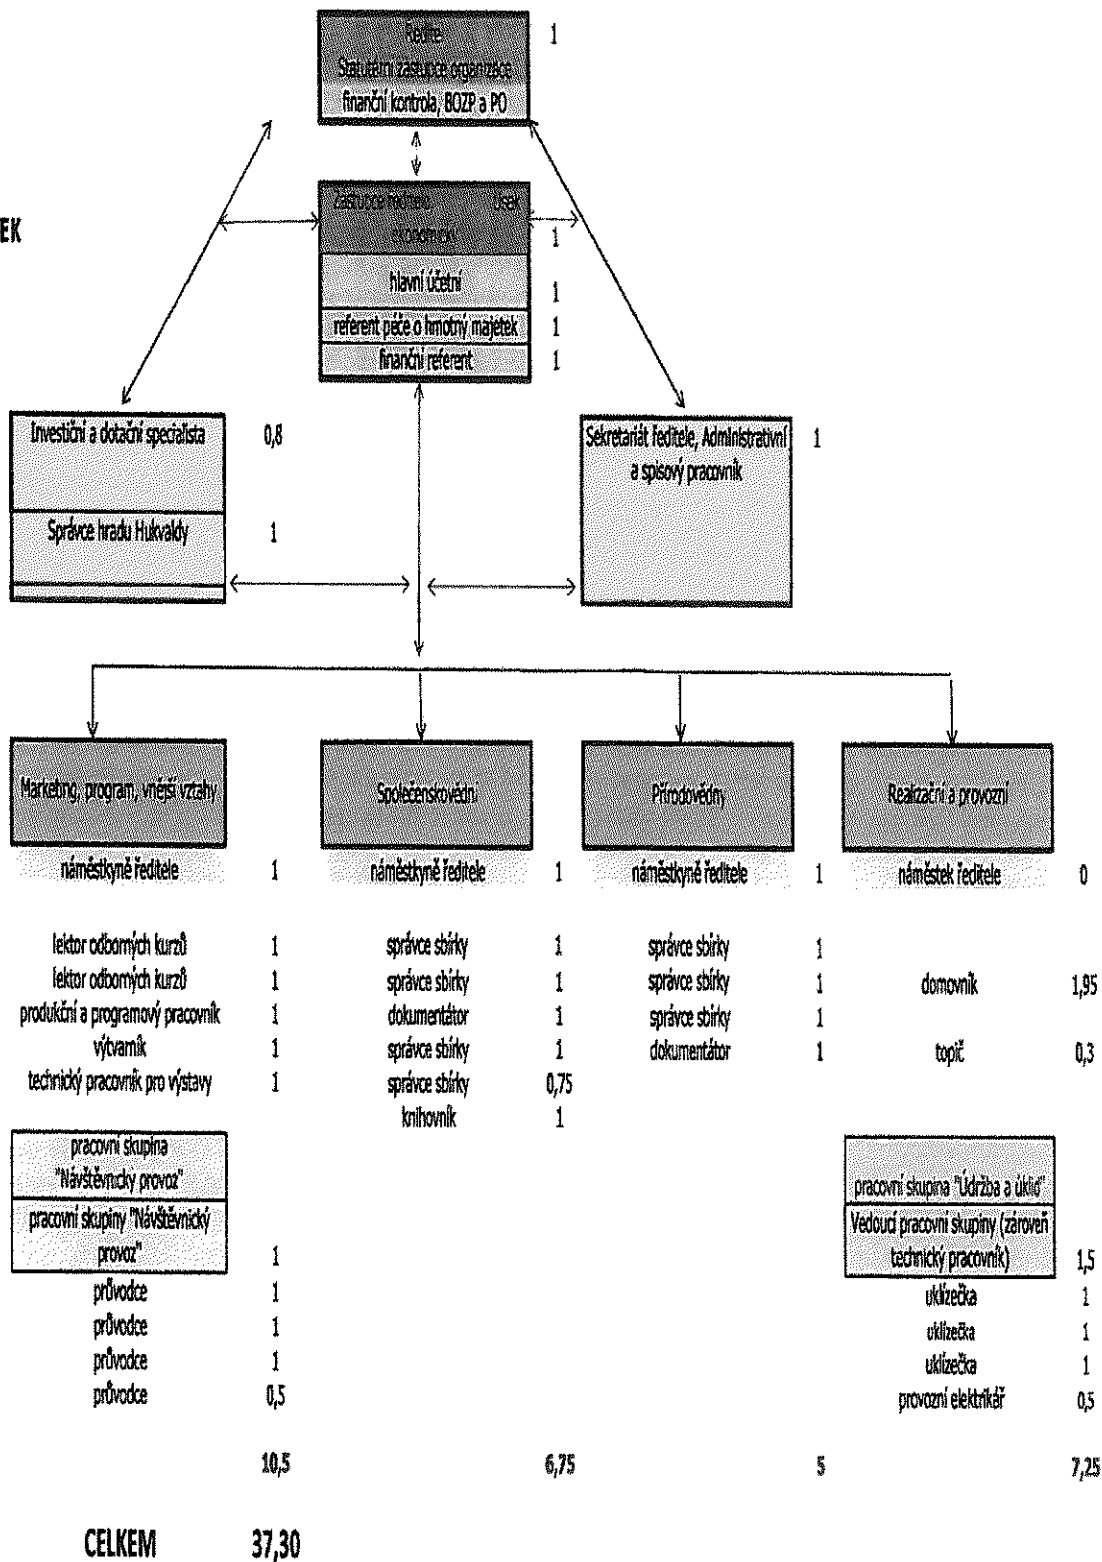 Ředite 1
Statutární zástupce organizace
finanční kontrola, BOZP a PO
EK
Zástupce ředitele, Úsek
ekonomický 1
hlavní účetní 1
referent péče o hmotný majetek 1
finanční referent 1
Investiční a dotační specialista 0,8
Správce hradu Hukvaldy 1
Sekretariát ředitele, Administrativní 1
a spisový pracovník
Marketing, program, vnější vztahy
náměstkyně ředitele 1
lektor odborných kurzů 1
lektor odborných kurzů 1
produkční a programový pracovník 1
výtvarník 1
technický pracovník pro výstavy 1
pracovní skupina
"Návštěvnický provoz"
pracovní skupiny "Návštěvnický
provoz" 1
průvodce 1
průvodce 1
průvodce 1
průvodce 0,5
10,5
Společenskovědní
náměstkyně ředitele 1
správce sbírky 1
správce sbírky 1
dokumentátor 1
správce sbírky 1
správce sbírky 0,75
knihovník 1
6,75
Přírodovědný
náměstkyně ředitele 1
správce sbírky 1
správce sbírky 1
správce sbírky 1
dokumentátor 1
5
Realizační a provozní
náměstek ředitele 0
domovník 1,95
topič 0,3
pracovní skupina "Údržba a úklid"
Vedoucí pracovní skupiny (zároveň
technický pracovník) 1,5
uklízečka 1
uklízečka 1
uklízečka 1
provozní elektrikář 0,5
7,25
CELKEM 37,30